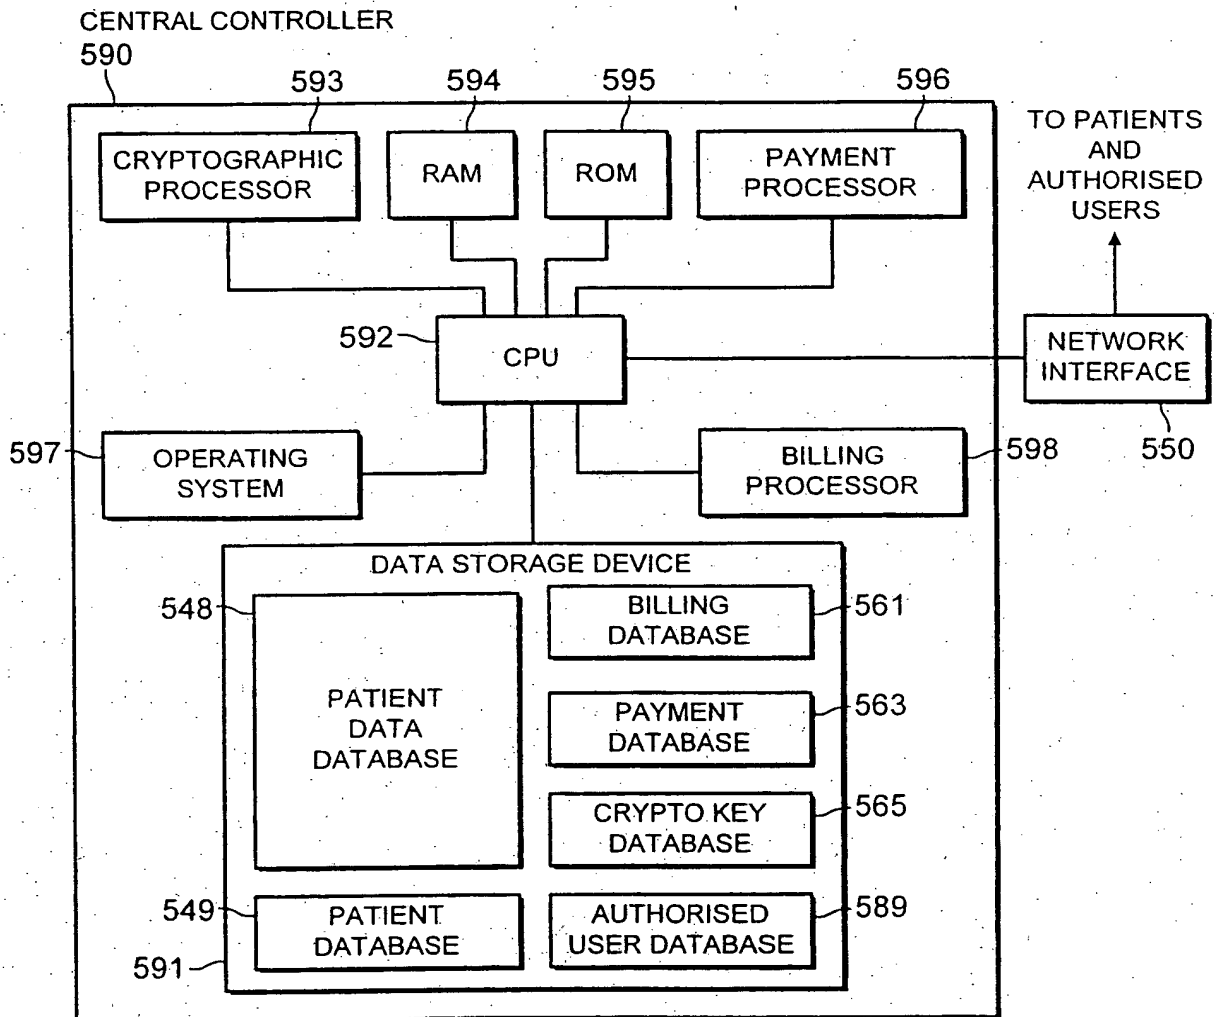 CENTRAL CONTROLLER
590
593
594
595
596
CRYPTOGRAPHIC
PROCESSOR
RAM
ROM
PAYMENT
PROCESSOR
TO PATIENTS
AND
AUTHORISED
USERS
592
CPU
NETWORK
INTERFACE
550
597
OPERATING
SYSTEM
BILLING
PROCESSOR
598
DATA STORAGE DEVICE
548
PATIENT
DATA
DATABASE
BILLING
DATABASE
561
PAYMENT
DATABASE
563
CRYPTO KEY
DATABASE
565
549
PATIENT
DATABASE
AUTHORISED
USER DATABASE
589
591